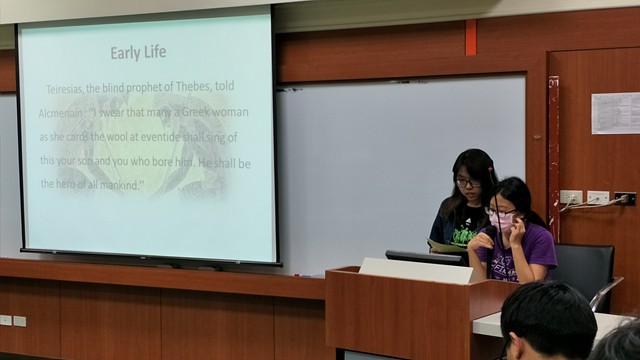 Early Life
Teiresias, the blind prophet of Thebes, told
Alcmena: "I swear that many a Greek woman
as she cards the wool at eventide shall sing of
this your son and you who bore him. He shall be
the hero of all mankind."